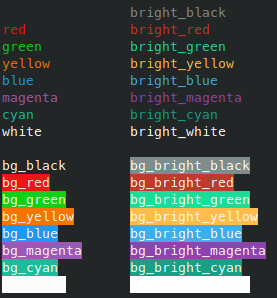 bright_black
red bright_red
green bright_green
yellow bright_yellow
blue bright_blue
magenta bright_magenta
cyan bright_cyan
white bright_white
bg_black bg_bright_black
bg_red bg_bright_red
bg_green bg_bright_green
bg_yellow bg_bright_yellow
bg_blue bg_bright_blue
bg_magenta bg_bright_magenta
bg_cyan bg_bright_cyan